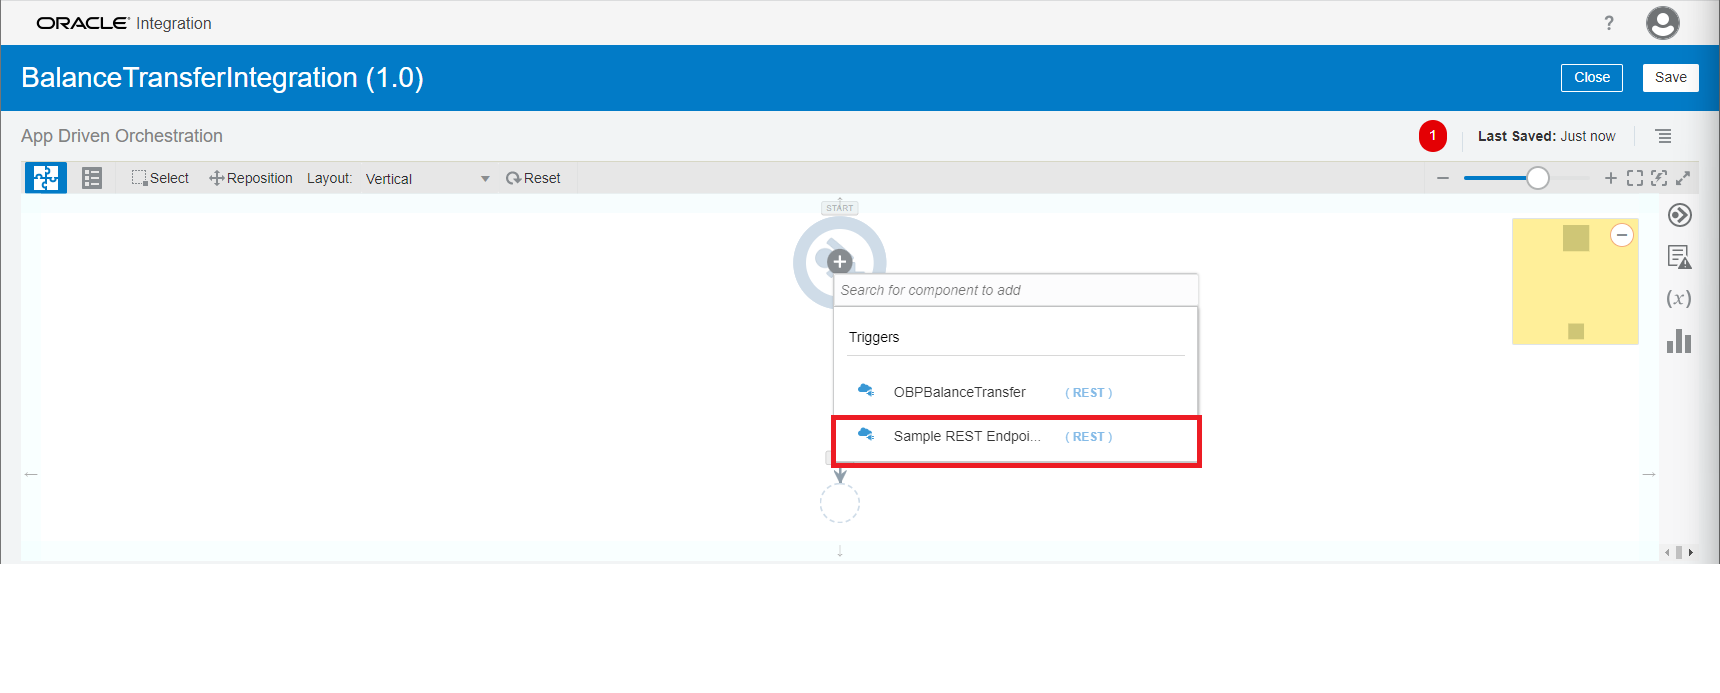 ORACLE Integration
?
BalanceTransferIntegration (1.0)
Close
Save
App Driven Orchestration
1
Last Saved: Just now
Select
Reposition
Layout:
Vertical
Reset
START
Search for component to add
Triggers
OBPBalanceTransfer ( REST )
Sample REST Endpoi... ( REST )
(x)